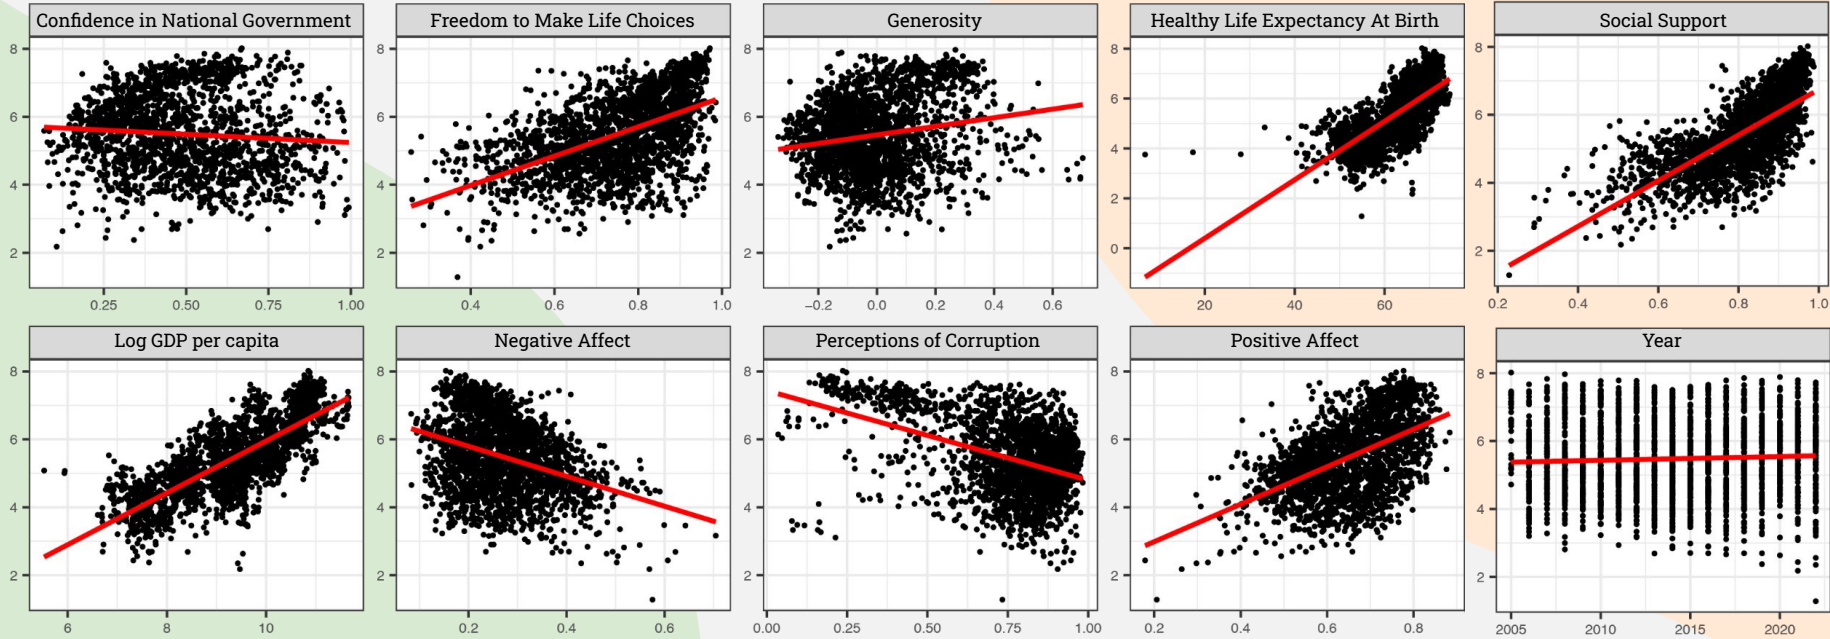 Confidence in National Government
Freedom to Make Life Choices
Generosity
Healthy Life Expectancy At Birth
Social Support
8
6
4
2
0.25 0.50 0.75 1.00
8
6
4
2
0.4 0.6 0.8 1.0
8
6
4
2
−0.2 0.0 0.2 0.4 0.6
8
6
4
2
0
20 40 60
8
6
4
2
0.2 0.4 0.6 0.8 1.0
Log GDP per capita
Negative Affect
Perceptions of Corruption
Positive Affect
Year
8
6
4
2
6 8 10
8
6
4
2
0.2 0.4 0.6
8
6
4
2
0.00 0.25 0.50 0.75 1.00
8
6
4
2
0.2 0.4 0.6 0.8
8
6
4
2
2005 2010 2015 2020